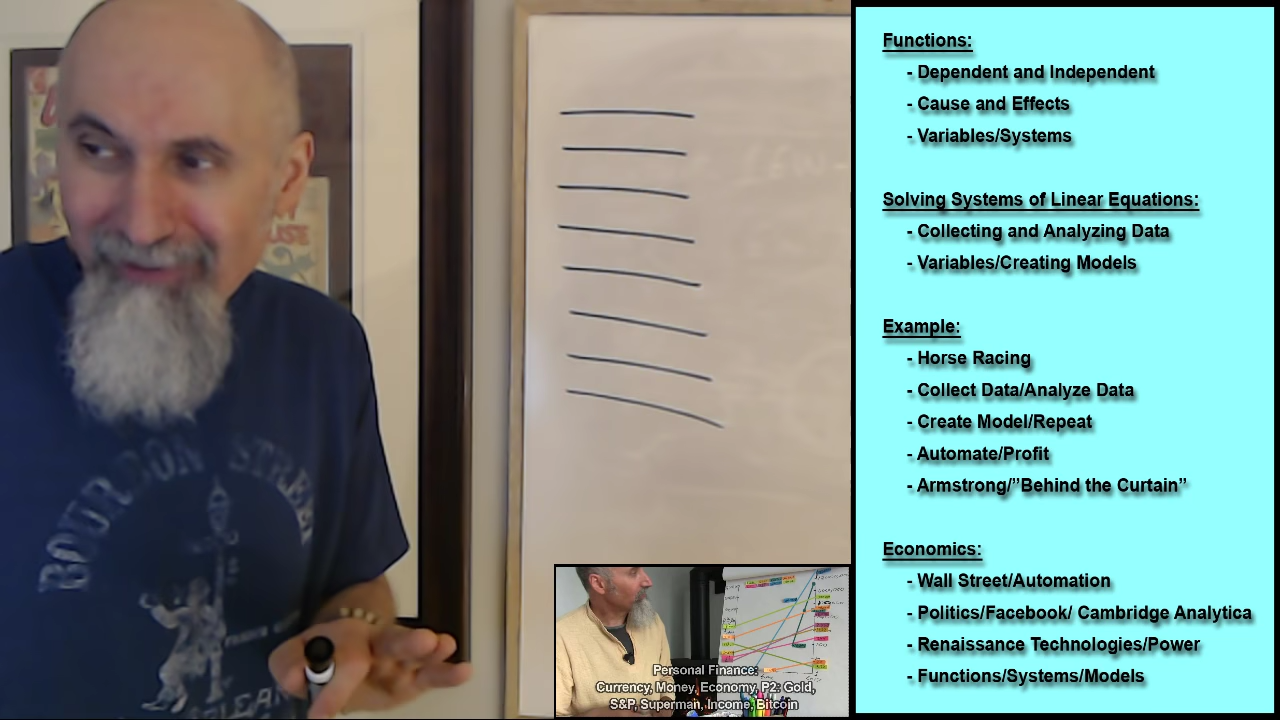 Functions:
- Dependent and Independent
- Cause and Effects
- Variables/Systems
Solving Systems of Linear Equations:
- Collecting and Analyzing Data
- Variables/Creating Models
Example:
- Horse Racing
- Collect Data/Analyze Data
- Create Model/Repeat
- Automate/Profit
- Armstrong/”Behind the Curtain”
Economics:
- Wall Street/Automation
- Politics/Facebook/ Cambridge Analytica
- Renaissance Technologies/Power
- Functions/Systems/Models
BOURBON STREET
Personal Finance:
Currency, Money, Economy, P2: Gold,
S&P, Superman, Income, Bitcoin